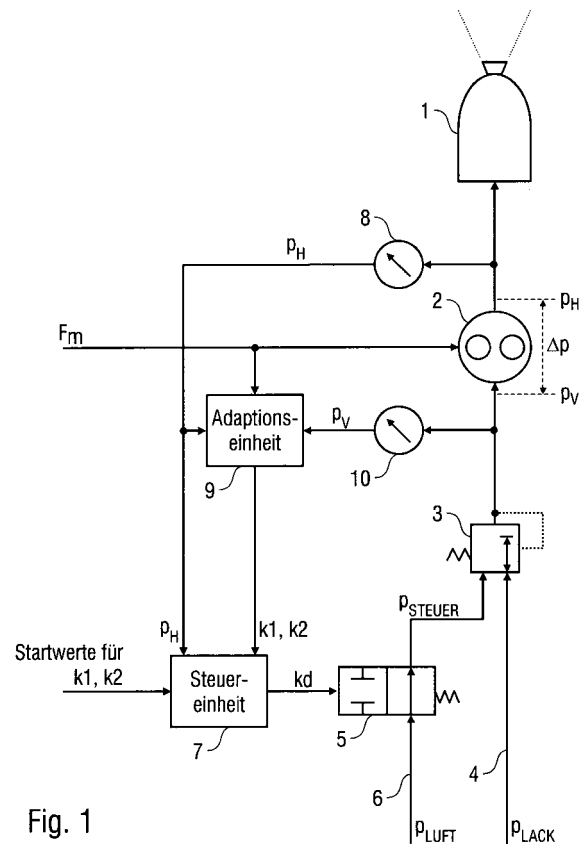 1
8
p_H
2
p_H
F_m
Δp
p_V
Adaptions-
einheit
p_V
9
10
3
p_STEUER
p_H
k1, k2
Startwerte für
k1, k2
Steuer-
einheit
kd
7
5
6
4
p_LUFT
p_LACK
Fig. 1